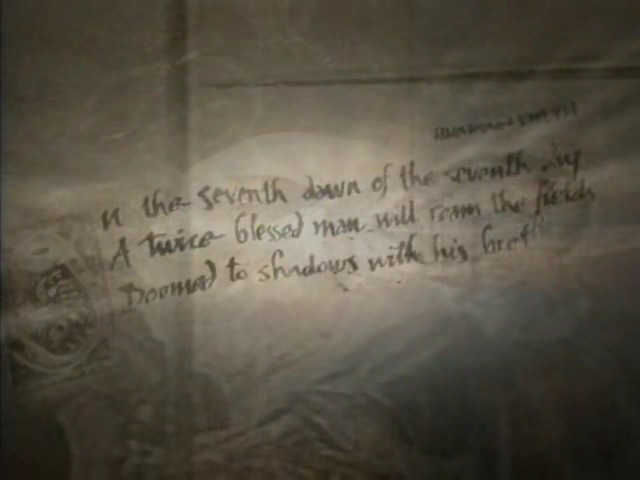 n the seventh dawn of the seventh day
A twice blessed man will roam the fields
Doomed to shadows with his broth